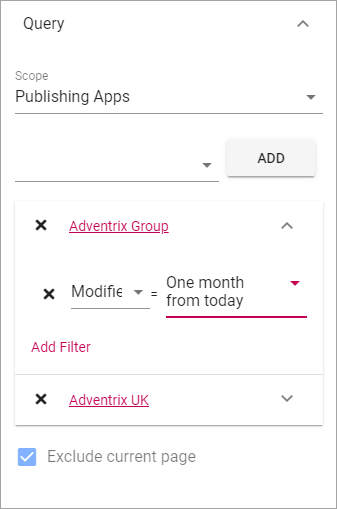 Query
Scope
Publishing Apps
ADD
Adventrix Group
Modifie = One month
from today
Add Filter
Adventrix UK
Exclude current page